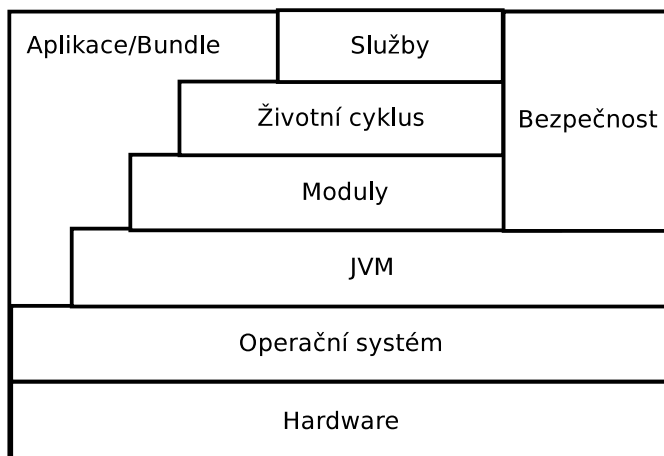 Aplikace/Bundle
Služby
Životní cyklus
Bezpečnost
Moduly
JVM
Operační systém
Hardware